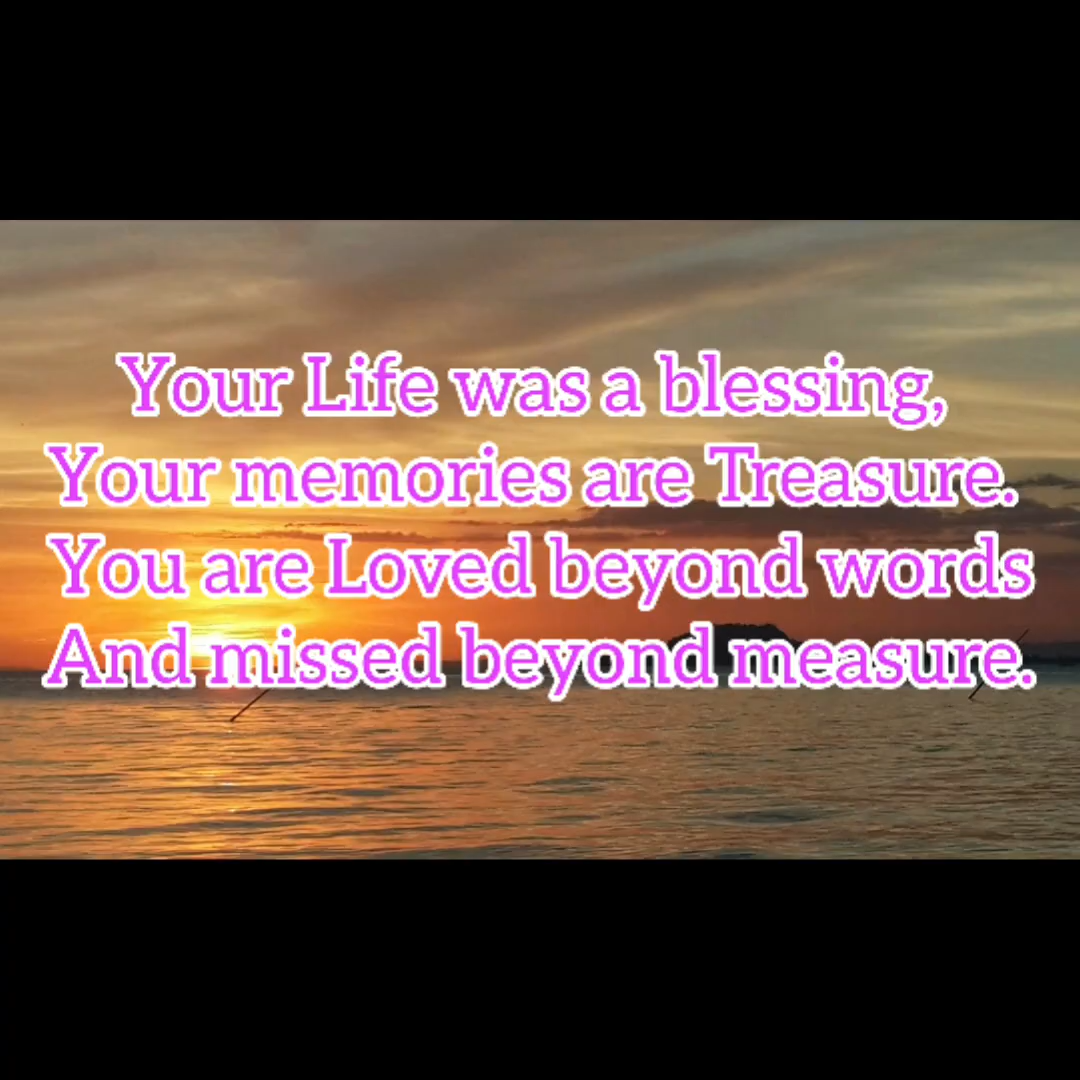 Your Life was a blessing,
Your memories are Treasure.
You are Loved beyond words
And missed beyond measure.